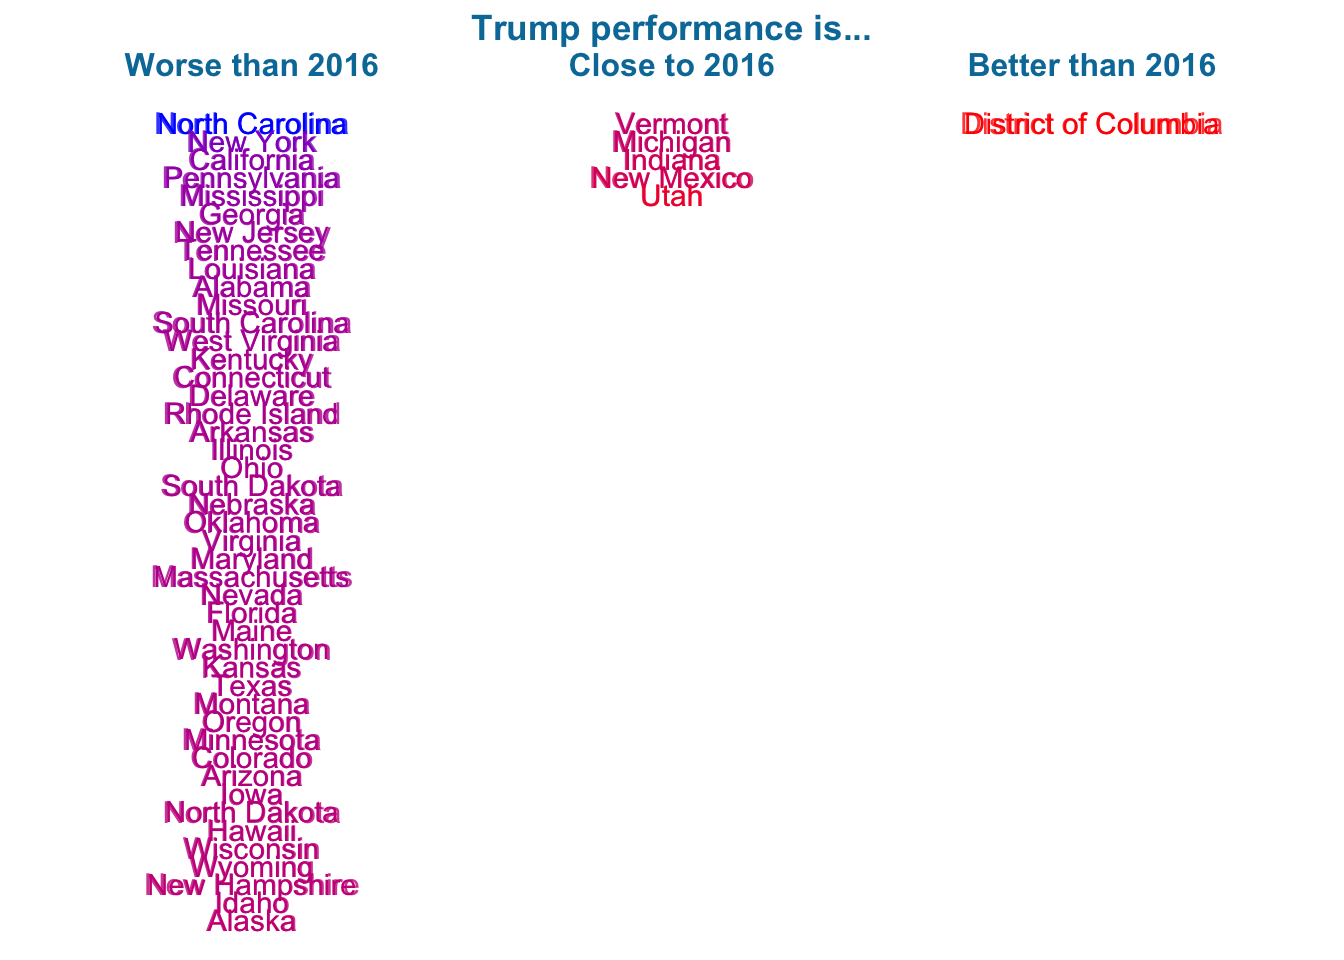 Trump performance is...
Worse than 2016
Close to 2016
Better than 2016
North Carolina
New York
California
Pennsylvania
Mississippi
Georgia
New Jersey
Tennessee
Louisiana
Alabama
Missouri
South Carolina
West Virginia
Kentucky
Connecticut
Delaware
Rhode Island
Arkansas
Illinois
Ohio
South Dakota
Nebraska
Oklahoma
Virginia
Maryland
Massachusetts
Nevada
Florida
Maine
Washington
Kansas
Texas
Montana
Oregon
Minnesota
Colorado
Arizona
Iowa
North Dakota
Hawaii
Wisconsin
Wyoming
New Hampshire
Idaho
Alaska
Vermont
Michigan
Indiana
New Mexico
Utah
District of Columbia